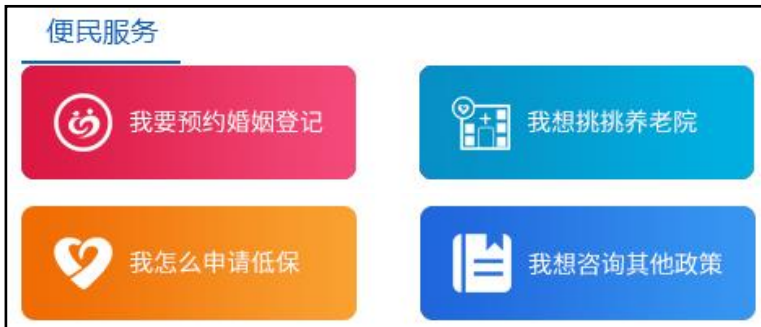 便民服务
我要预约婚姻登记
我想挑挑养老院
我怎么申请低保
我想咨询其他政策